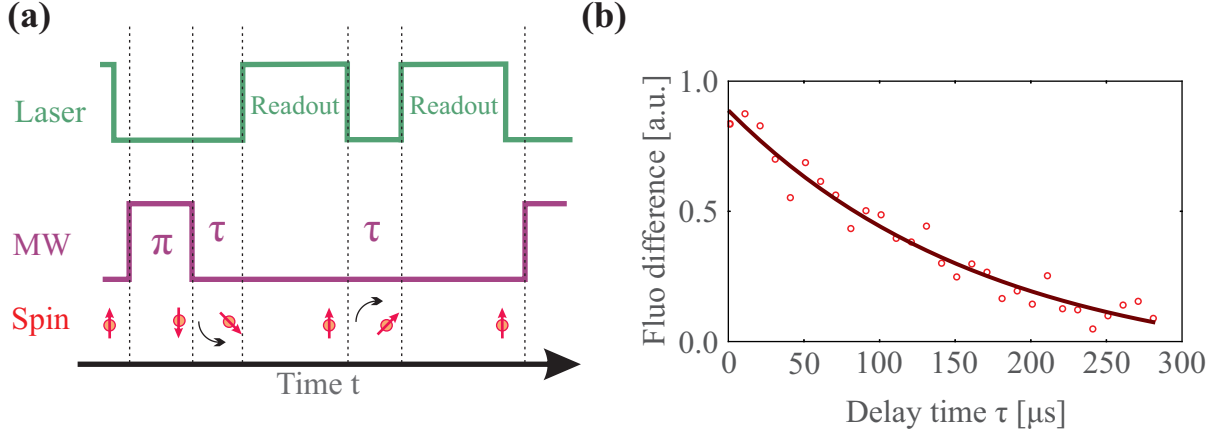 (a)
Laser
Readout
Readout
MW
π
τ
τ
Spin
Time t
(b)
Fluo difference [a.u.]
1.0
0.5
0.0
0
50
100
150
200
250
300
Delay time τ [μs]